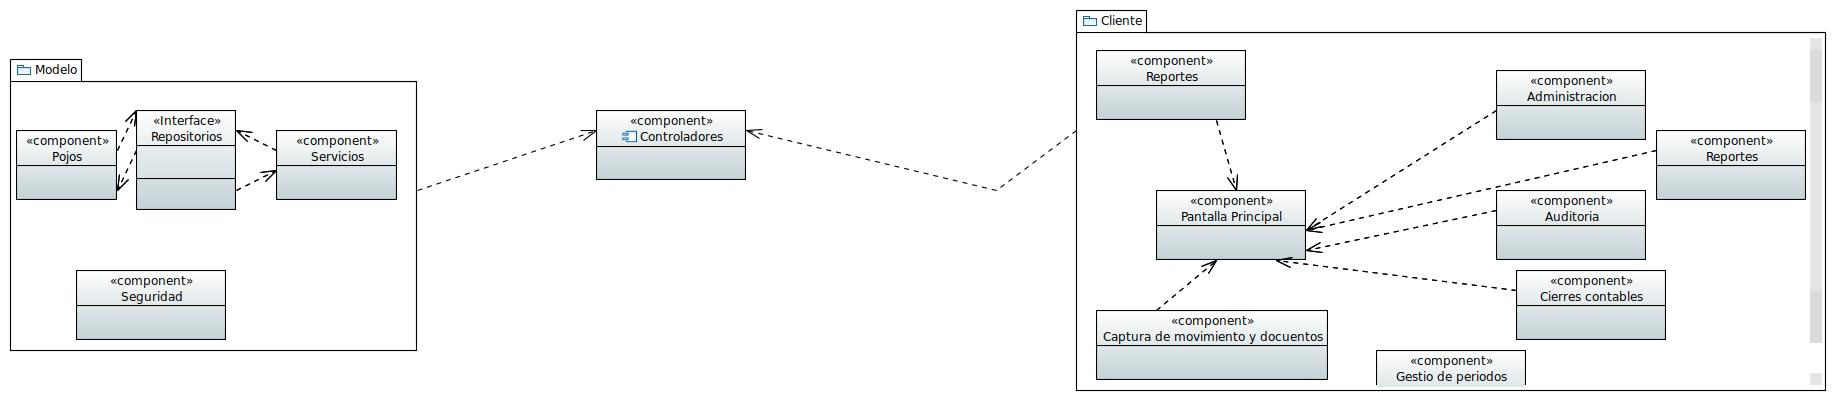 Modelo
«component»
Pojos
«Interface»
Repositorios
«component»
Servicios
«component»
Seguridad
«component»
Controladores
Cliente
«component»
Reportes
«component»
Administracion
«component»
Reportes
«component»
Pantalla Principal
«component»
Auditoria
«component»
Cierres contables
«component»
Captura de movimiento y docuentos
«component»
Gestio de periodos